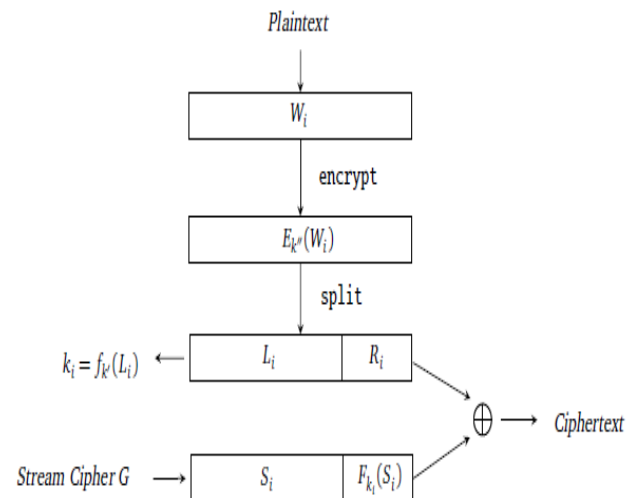 Plaintext
W_i
encrypt
E_{k''}(W_i)
split
k_i = f_{k'}(L_i)
L_i
R_i
⊕
Ciphertext
Stream Cipher G
S_i
F_{k_i}(S_i)